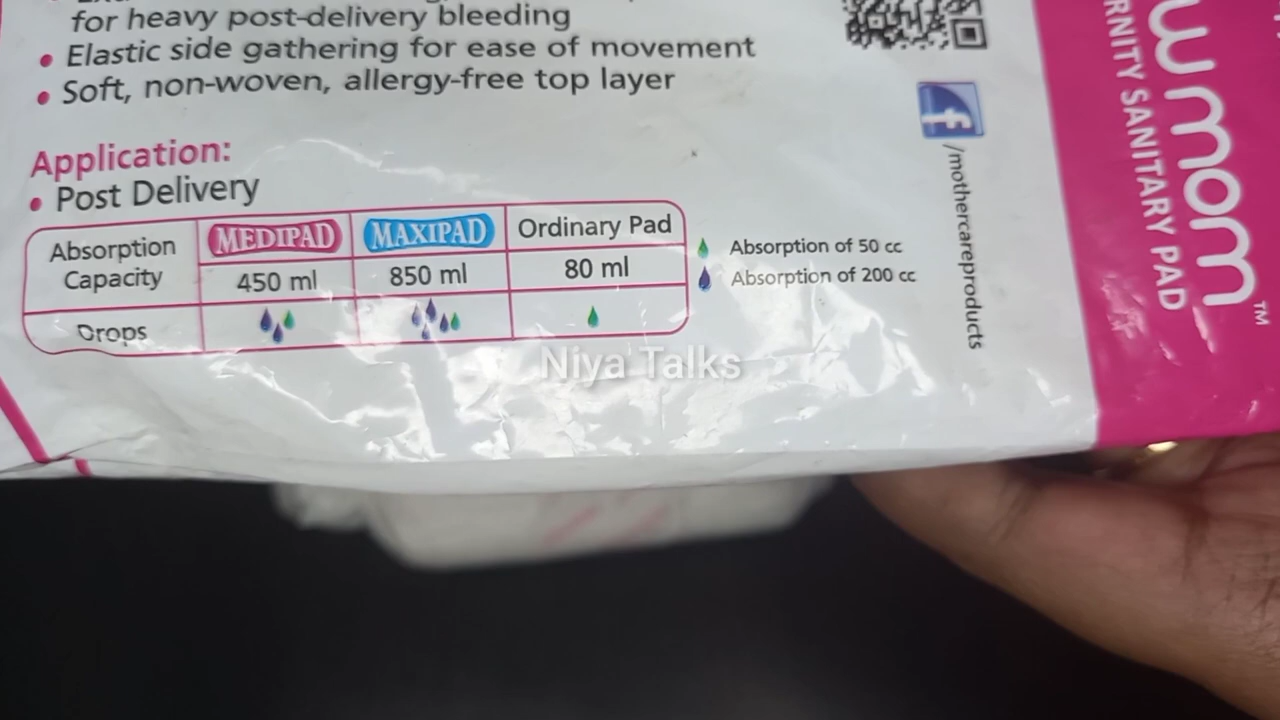 for heavy post-delivery bleeding
• Elastic side gathering for ease of movement
• Soft, non-woven, allergy-free top layer
Application:
• Post Delivery
Absorption Capacity
MEDIPAD
MAXIPAD
Ordinary Pad
450 ml
850 ml
80 ml
Drops
Absorption of 50 cc
Absorption of 200 cc
/mothercareproducts
mom™
SANITARY PAD
Niya Talks